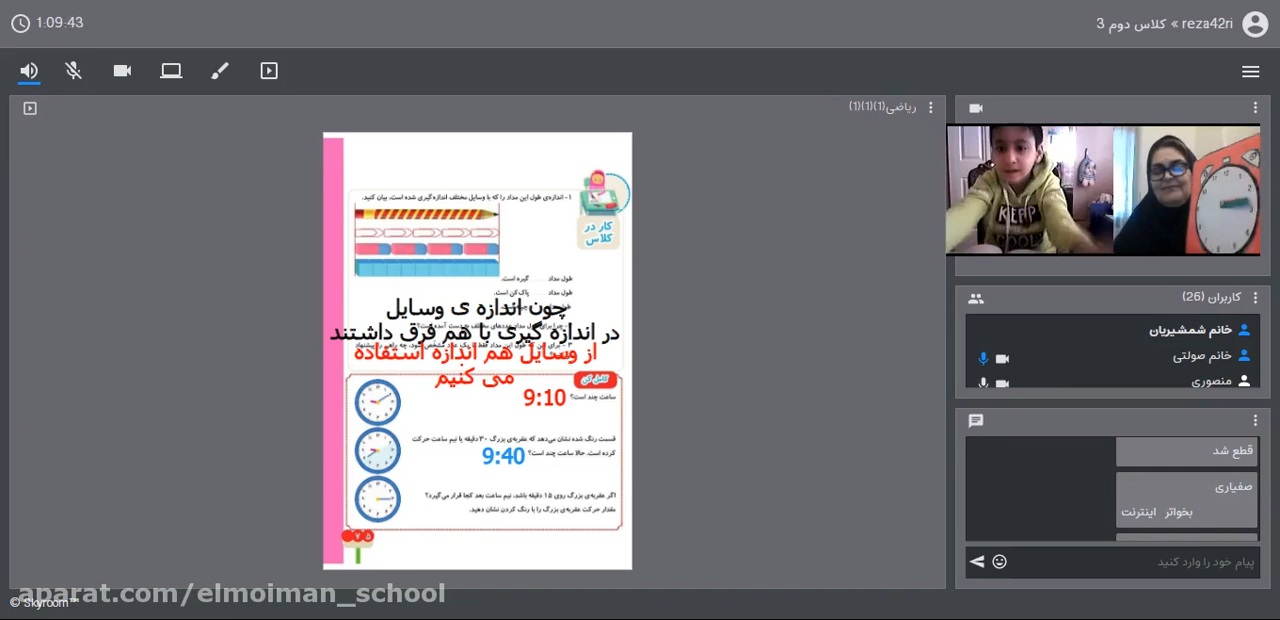 1:09:43
reza42ri » کلاس دوم 3
ریاضی(1)(1)(1)
۱- اندازه‌ی طول این مداد را که با وسایل مختلف اندازه گیری شده است، بیان کنید.
کار در
کلاس
KEEP
COOL
طول مداد گیره است.
طول مداد پاک کن است.
چون اندازه ی وسایل
در اندازه گیری با هم فرق داشتند
از وسایل هم اندازه استفاده
می کنیم
کامل کن
ساعت چند است؟ 9:10
قسمت رنگ شده نشان می‌دهد که عقربه‌ی بزرگ ۳۰ دقیقه یا نیم ساعت حرکت
کرده است. حالا ساعت چند است؟ 9:40
اگر عقربه‌ی بزرگ روی ۱۵ دقیقه باشد، نیم ساعت بعد کجا قرار می‌گیرد؟
مقدار حرکت عقربه‌ی بزرگ را با رنگ کردن نشان دهید.
۷۵
کاربران (26)
خانم شمشیریان
خانم صولتی
منصوری
قطع شد
صفیاری
بخواتر اینترنت
پیام خود را وارد کنید
aparat.com/elmoiman_school
© Skyroom™